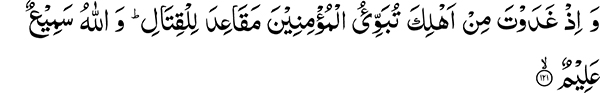 وَ اِذْ غَدَوْتَ مِنْ اَهْلِكَ تُبَوِّئُ الْمُؤْمِنِيْنَ مَقَاعِدَ لِلْقِتَالِ ؕ وَ اللّٰهُ سَمِيْعٌ
عَلِيْمٌ ۙ﴿۱۲۱﴾